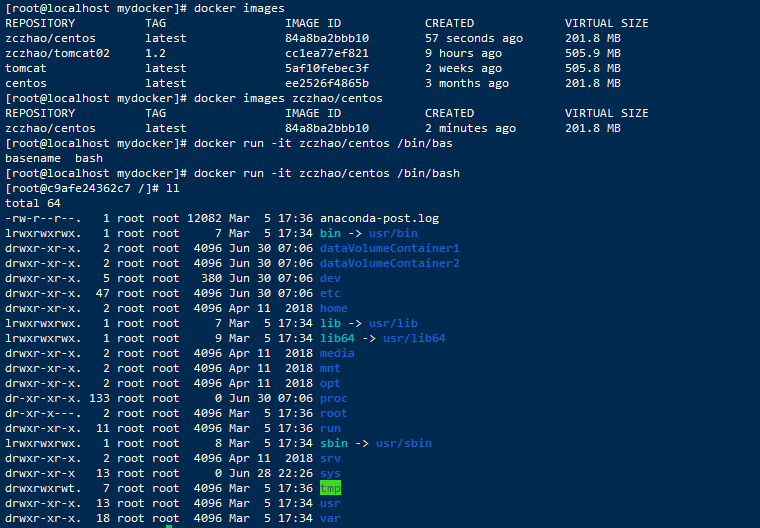 [root@localhost mydocker]# docker images
REPOSITORY TAG IMAGE ID CREATED VIRTUAL SIZE
zczhao/centos latest 84a8ba2bbb10 57 seconds ago 201.8 MB
zczhao/tomcat02 1.2 cc1ea77ef821 9 hours ago 505.9 MB
tomcat latest 5af10febec3f 2 weeks ago 505.8 MB
centos latest ee2526f4865b 3 months ago 201.8 MB
[root@localhost mydocker]# docker images zczhao/centos
REPOSITORY TAG IMAGE ID CREATED VIRTUAL SIZE
zczhao/centos latest 84a8ba2bbb10 2 minutes ago 201.8 MB
[root@localhost mydocker]# docker run -it zczhao/centos /bin/bas
basename bash
[root@localhost mydocker]# docker run -it zczhao/centos /bin/bash
[root@c9afe24362c7 /]# ll
total 64
-rw-r--r--. 1 root root 12082 Mar 5 17:36 anaconda-post.log
lrwxrwxrwx. 1 root root 7 Mar 5 17:34 bin -> usr/bin
drwxr-xr-x. 2 root root 4096 Jun 30 07:06 dataVolumeContainer1
drwxr-xr-x. 2 root root 4096 Jun 30 07:06 dataVolumeContainer2
drwxr-xr-x. 5 root root 380 Jun 30 07:06 dev
drwxr-xr-x. 47 root root 4096 Jun 30 07:06 etc
drwxr-xr-x. 2 root root 4096 Apr 11 2018 home
lrwxrwxrwx. 1 root root 7 Mar 5 17:34 lib -> usr/lib
lrwxrwxrwx. 1 root root 9 Mar 5 17:34 lib64 -> usr/lib64
drwxr-xr-x. 2 root root 4096 Apr 11 2018 media
drwxr-xr-x. 2 root root 4096 Apr 11 2018 mnt
drwxr-xr-x. 2 root root 4096 Apr 11 2018 opt
dr-xr-xr-x. 133 root root 0 Jun 30 07:06 proc
dr-xr-x---. 2 root root 4096 Mar 5 17:36 root
drwxr-xr-x. 11 root root 4096 Mar 5 17:36 run
lrwxrwxrwx. 1 root root 8 Mar 5 17:34 sbin -> usr/sbin
drwxr-xr-x. 2 root root 4096 Apr 11 2018 srv
drwxr-xr-x 13 root root 0 Jun 28 22:26 sys
drwxrwxrwt. 7 root root 4096 Mar 5 17:36 tmp
drwxr-xr-x. 13 root root 4096 Mar 5 17:34 usr
drwxr-xr-x. 18 root root 4096 Mar 5 17:34 var